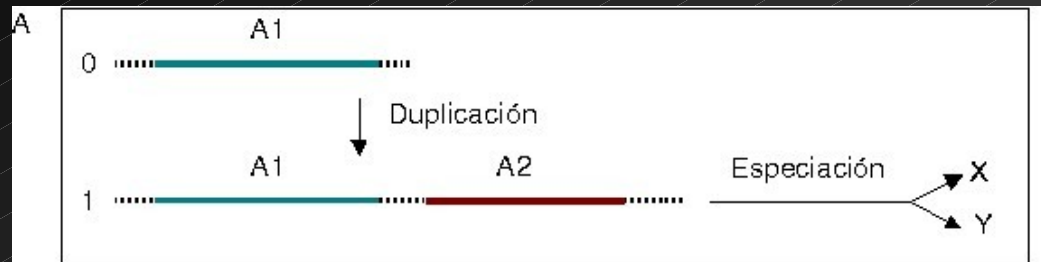 A
A1
0
Duplicación
A1 A2 Especiación X
1
Y